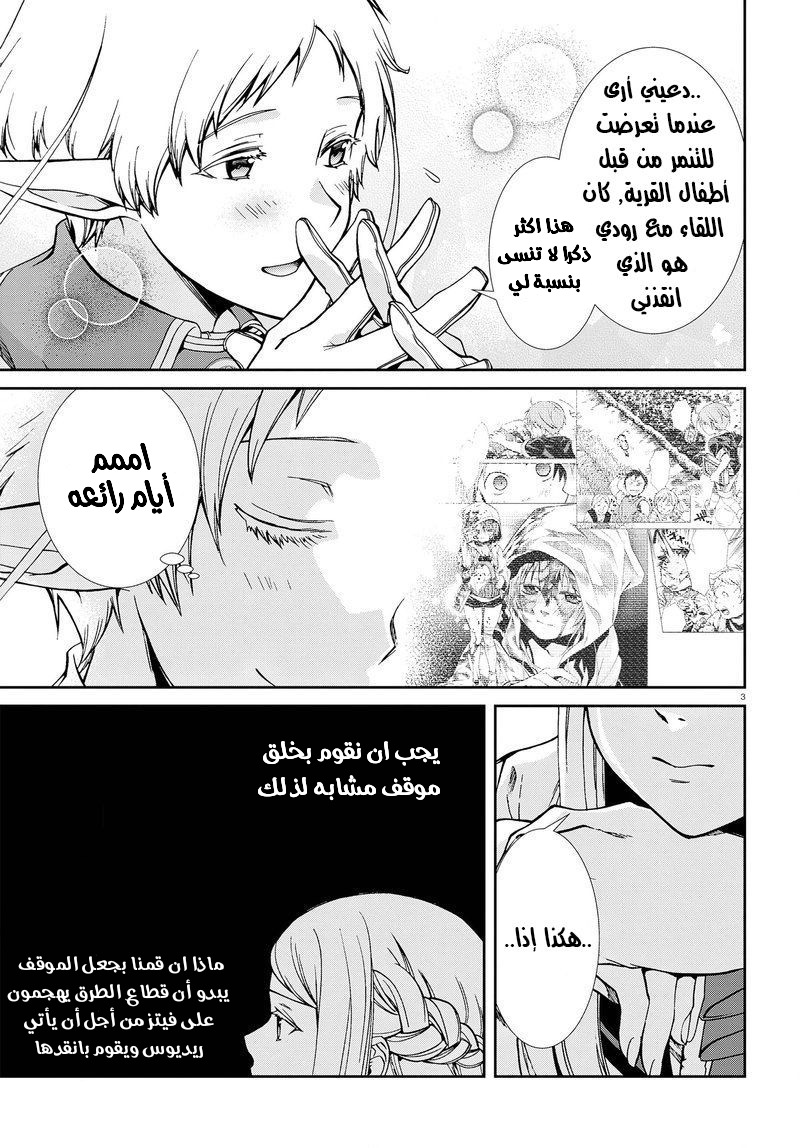 ..دعيني أرى
عندما تعرضت
للتنمر من قبل
أطفال القرية, كان
اللقاء مع رودي
هو الذي
انقذني
هذا اكثر
ذكرا لا تنسى
بنسبة لي
اممم
أيام رائعه
3
..هكذا إذا..
يجب ان نقوم بخلق
موقف مشابه لذلك
ماذا ان قمنا بجعل الموقف
يبدو أن قطاع الطرق يهجمون
على فيتز من أجل أن يأتي
ريديوس ويقوم بانقدها